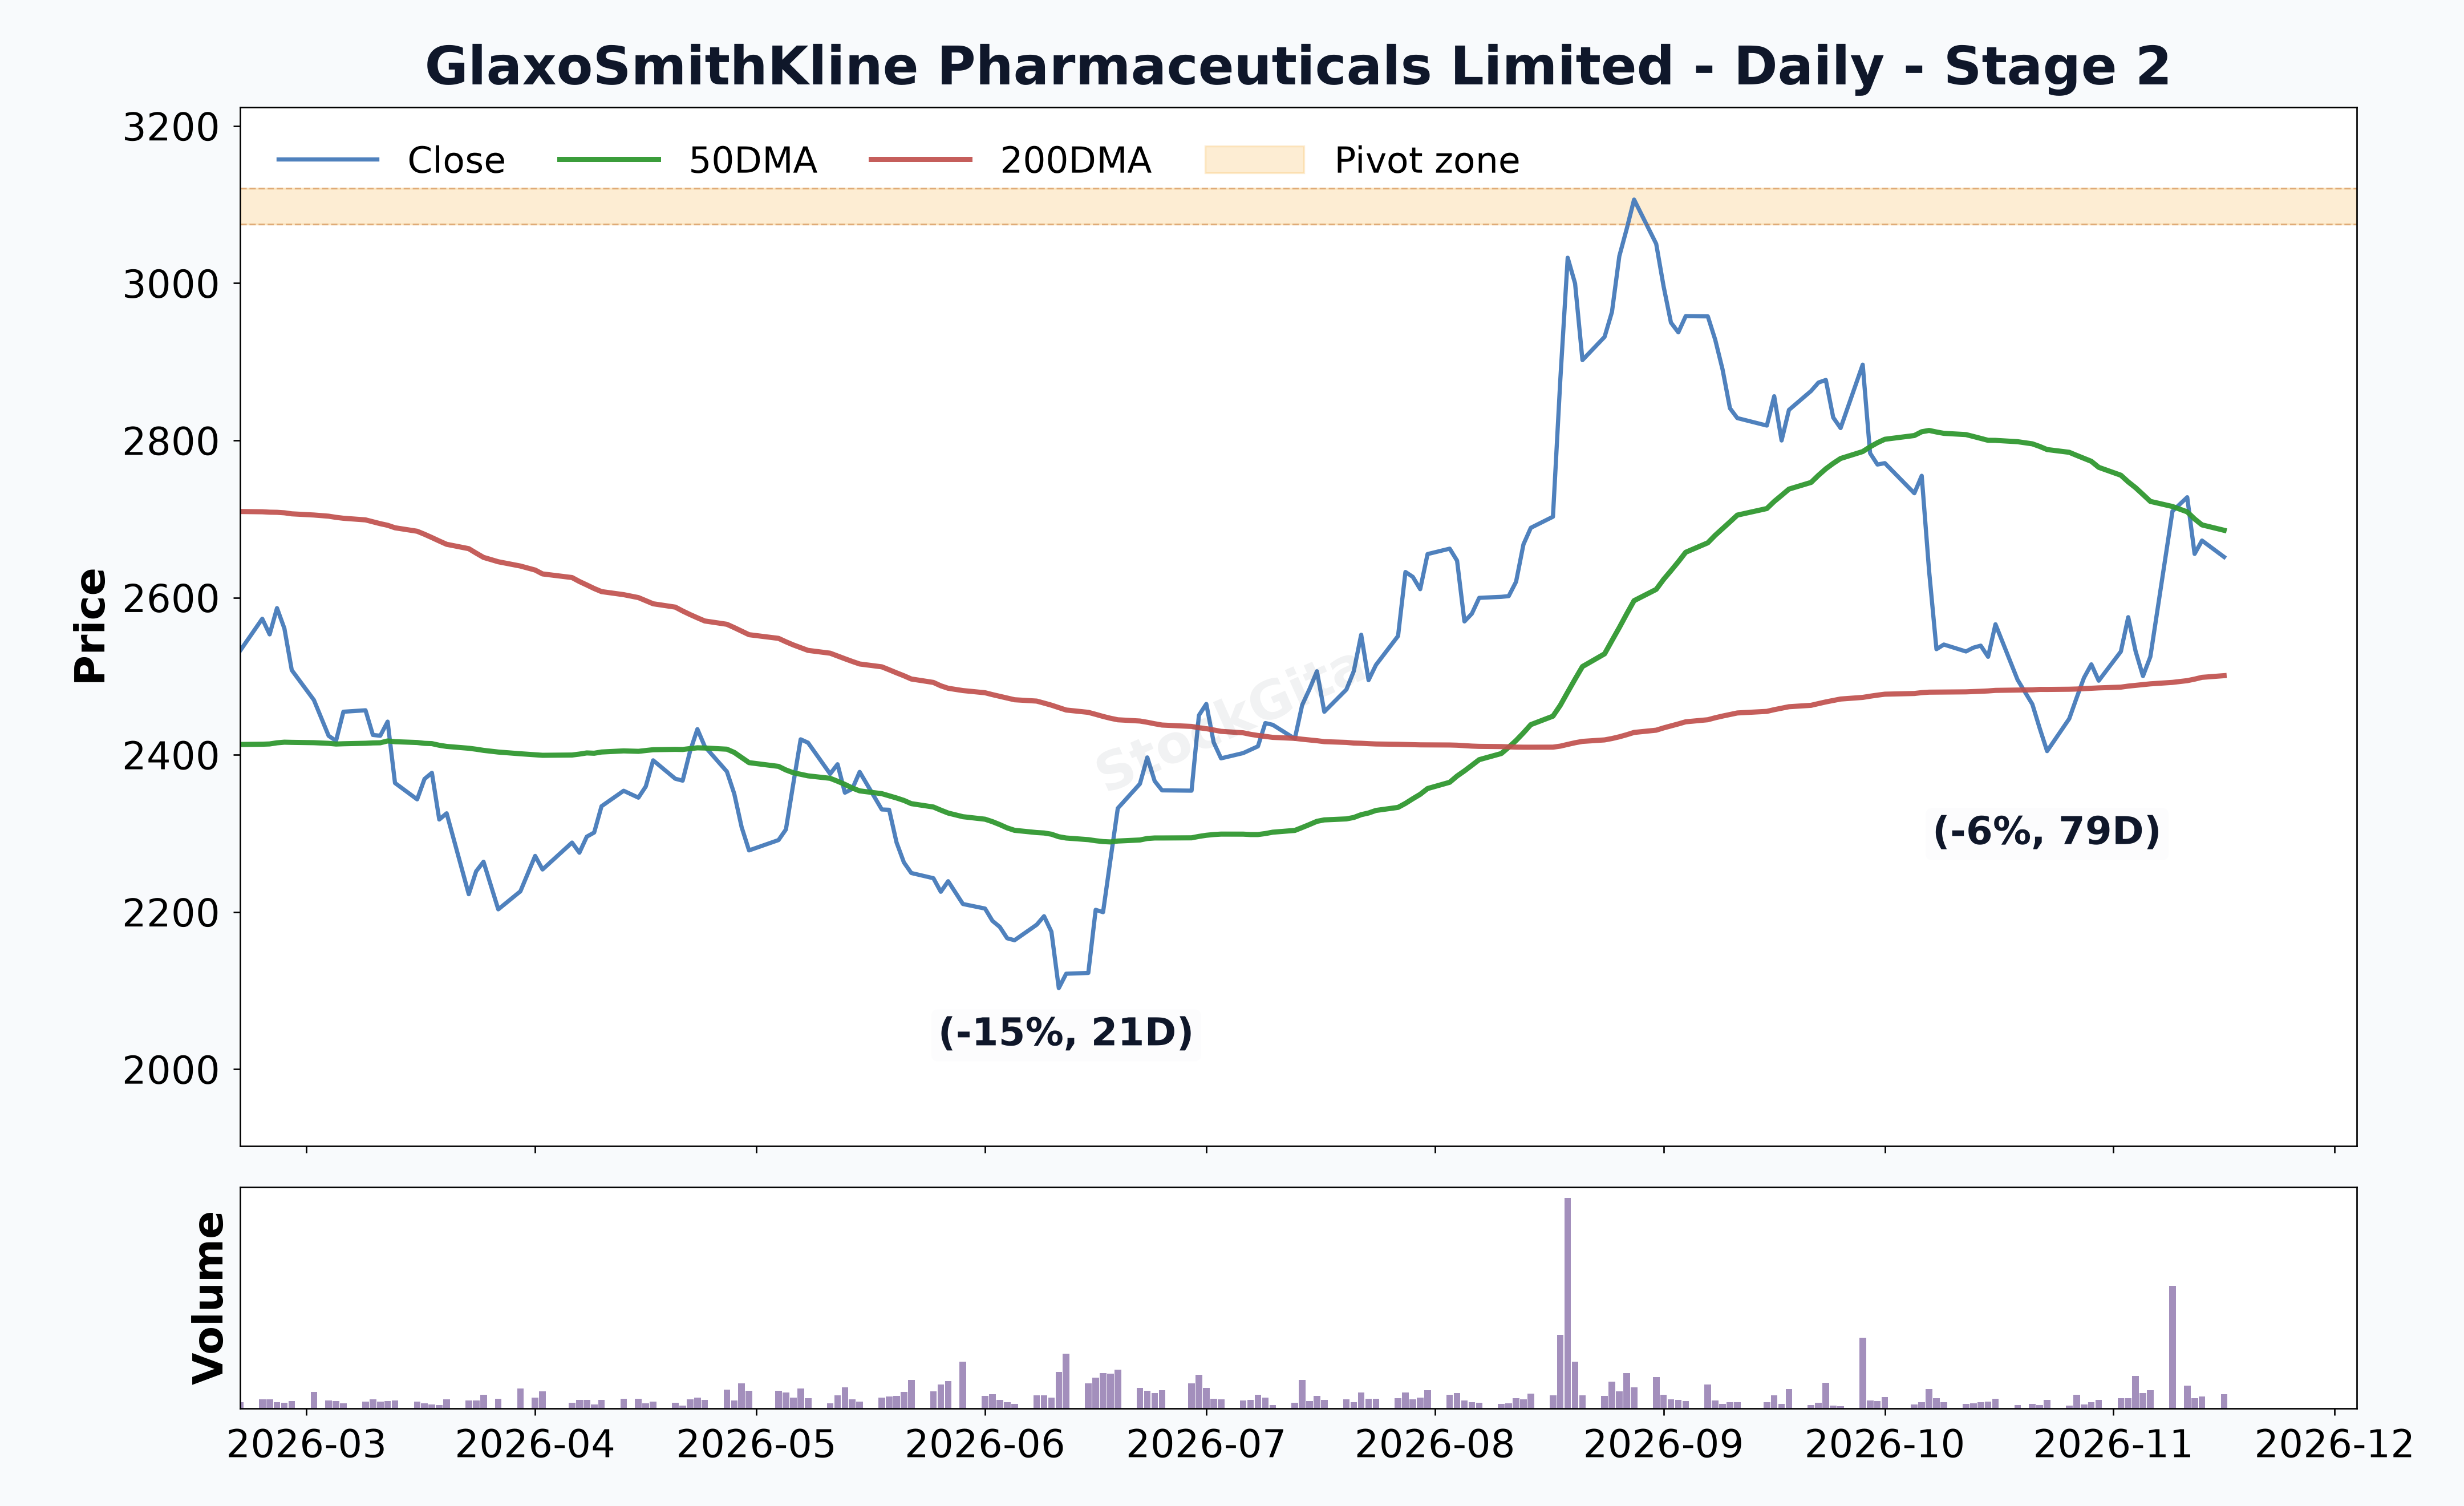 GlaxoSmithKline Pharmaceuticals Limited - Daily - Stage 2
Close 50DMA 200DMA Pivot zone
3200
3000
2800
2600
2400
2200
2000
Price
StockGita
(-15%, 21D)
(-6%, 79D)
Volume
2026-03 2026-04 2026-05 2026-06 2026-07 2026-08 2026-09 2026-10 2026-11 2026-12